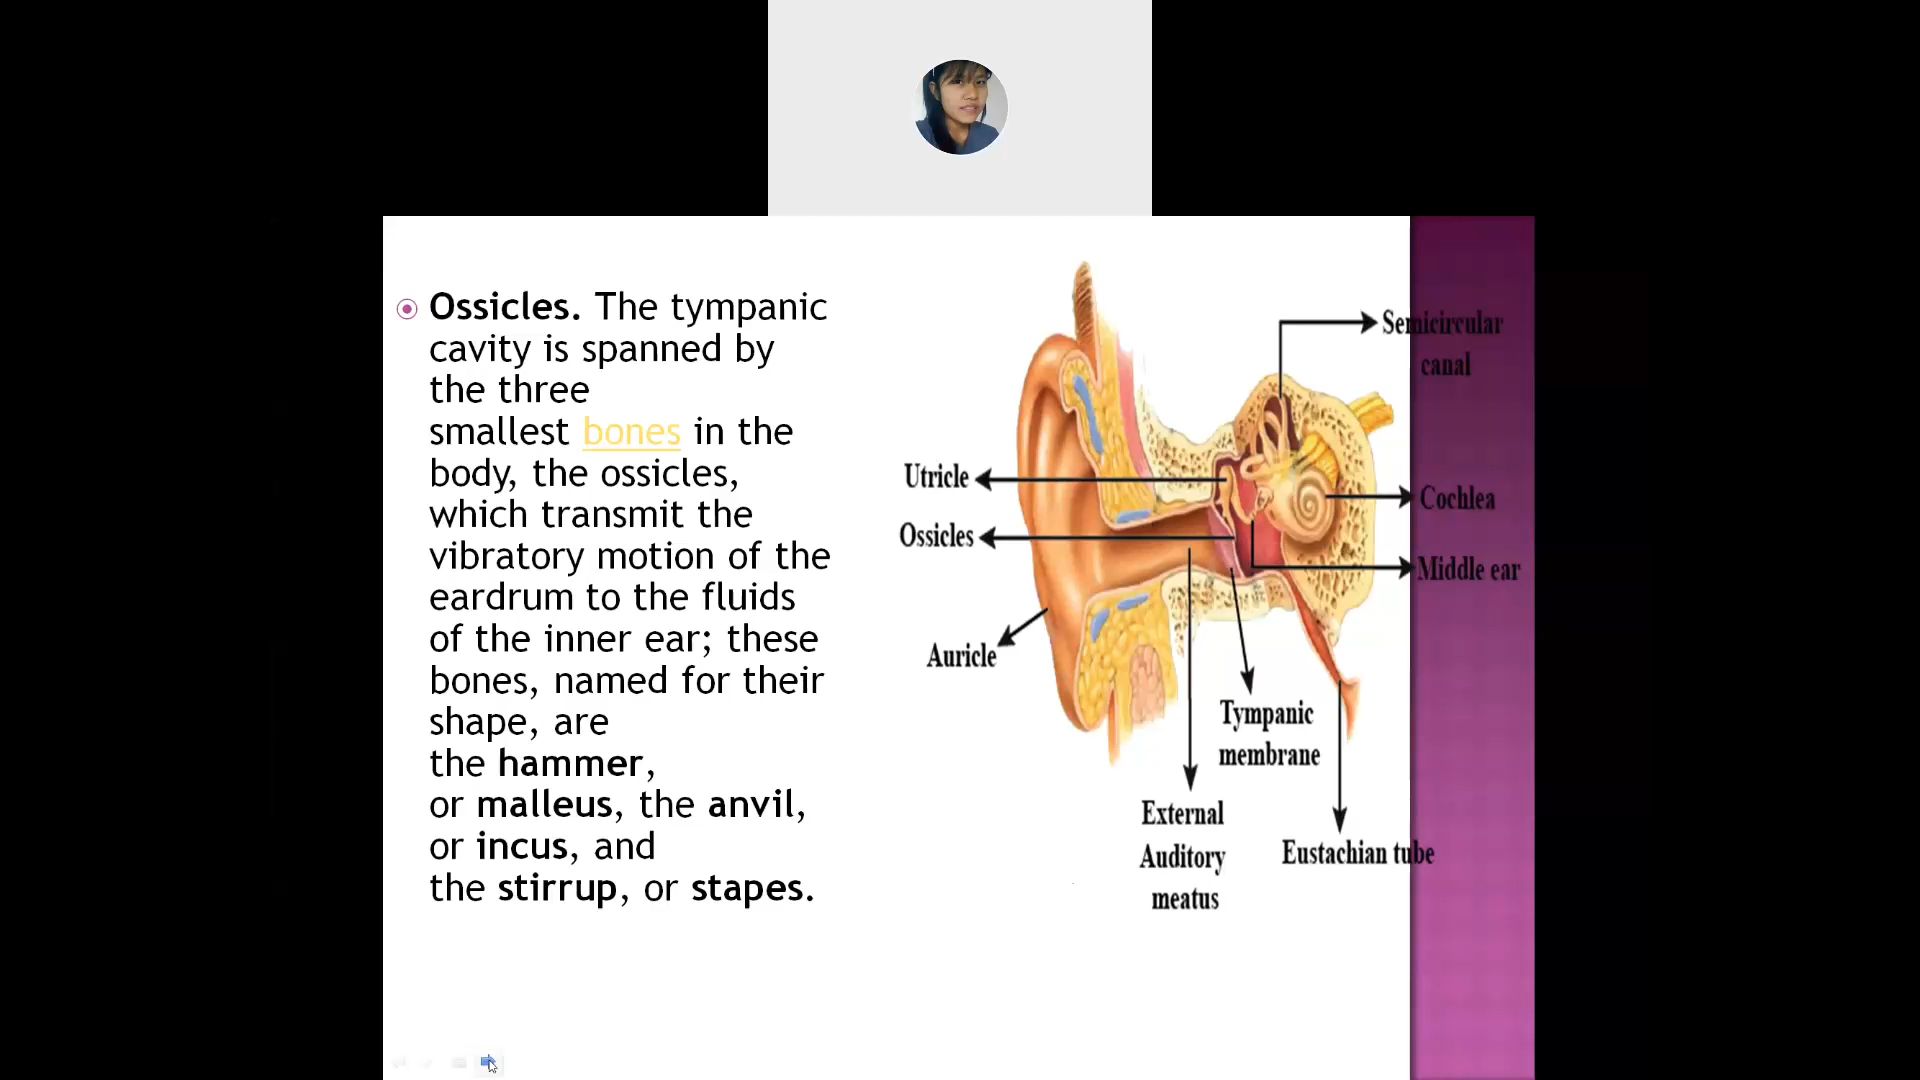 Ossicles. The tympanic
cavity is spanned by
the three
smallest bones in the
body, the ossicles,
which transmit the
vibratory motion of the
eardrum to the fluids
of the inner ear; these
bones, named for their
shape, are
the hammer,
or malleus, the anvil,
or incus, and
the stirrup, or stapes.
Semicircular
canal
Utricle
Cochlea
Ossicles
Middle ear
Auricle
Tympanic
membrane
External
Auditory
meatus
Eustachian tube